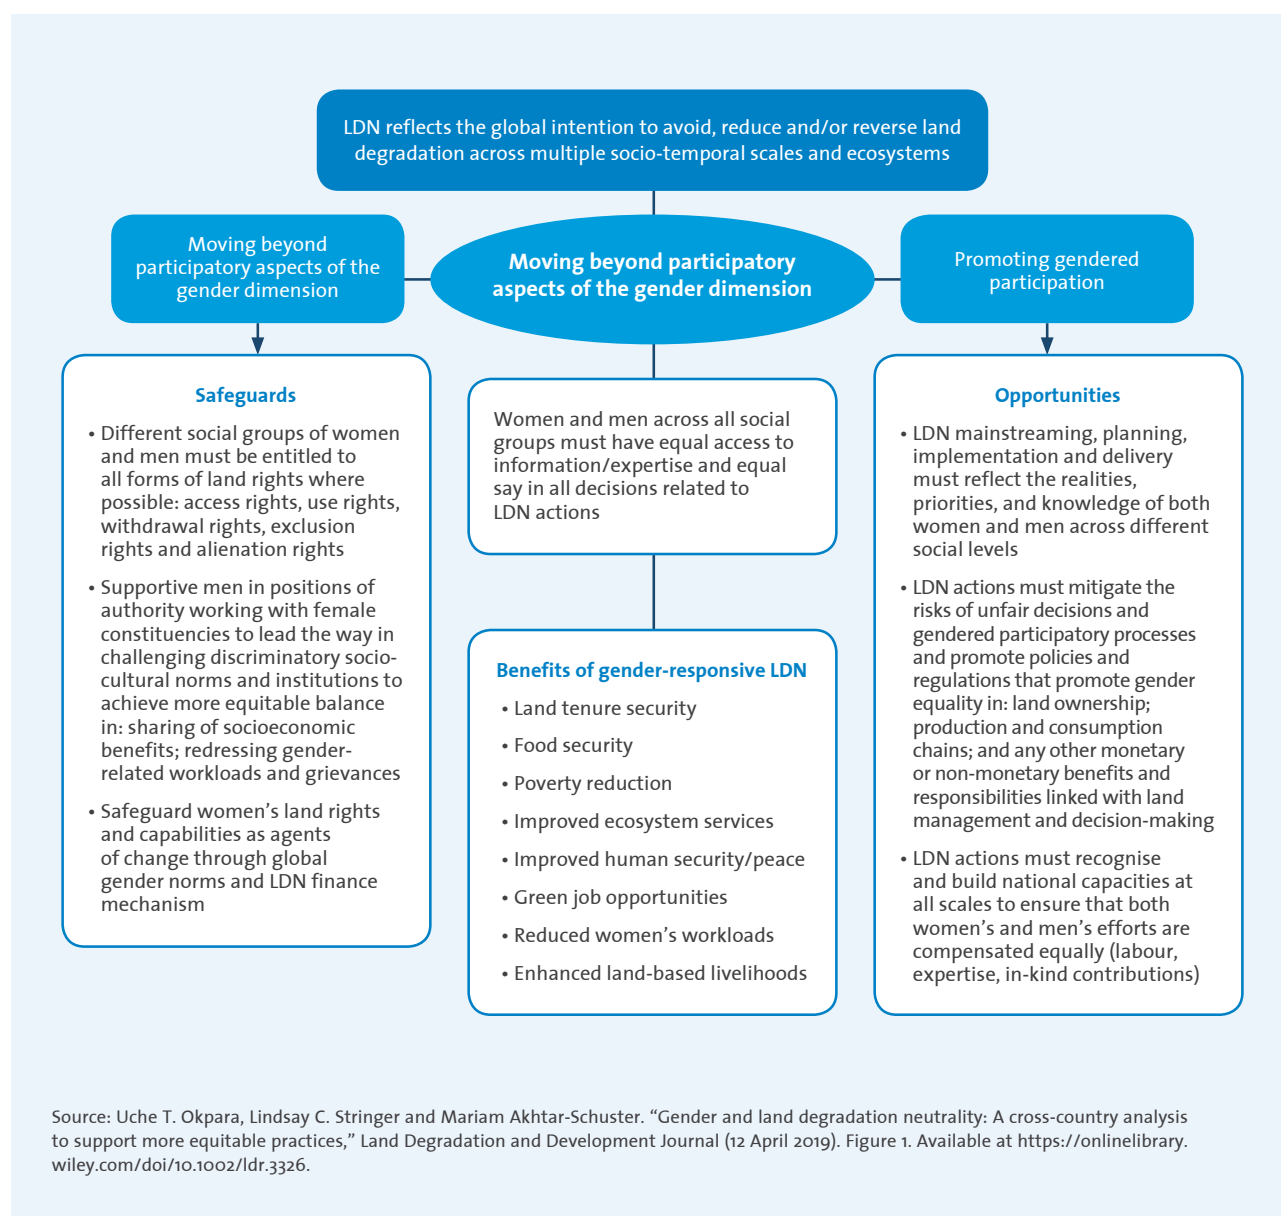 LDN reflects the global intention to avoid, reduce and/or reverse land
degradation across multiple socio-temporal scales and ecosystems
Moving beyond
participatory aspects of the
gender dimension
Moving beyond participatory
aspects of the gender dimension
Promoting gendered
participation
Safeguards
• Different social groups of women
and men must be entitled to
all forms of land rights where
possible: access rights, use rights,
withdrawal rights, exclusion
rights and alienation rights
• Supportive men in positions of
authority working with female
constituencies to lead the way in
challenging discriminatory socio-
cultural norms and institutions to
achieve more equitable balance
in: sharing of socioeconomic
benefits; redressing gender-
related workloads and grievances
• Safeguard women’s land rights
and capabilities as agents
of change through global
gender norms and LDN finance
mechanism
Women and men across all social
groups must have equal access to
information/expertise and equal
say in all decisions related to
LDN actions
Benefits of gender-responsive LDN
• Land tenure security
• Food security
• Poverty reduction
• Improved ecosystem services
• Improved human security/peace
• Green job opportunities
• Reduced women’s workloads
• Enhanced land-based livelihoods
Opportunities
• LDN mainstreaming, planning,
implementation and delivery
must reflect the realities,
priorities, and knowledge of both
women and men across different
social levels
• LDN actions must mitigate the
risks of unfair decisions and
gendered participatory processes
and promote policies and
regulations that promote gender
equality in: land ownership;
production and consumption
chains; and any other monetary
or non-monetary benefits and
responsibilities linked with land
management and decision-making
• LDN actions must recognise
and build national capacities at
all scales to ensure that both
women’s and men’s efforts are
compensated equally (labour,
expertise, in-kind contributions)
Source: Uche T. Okpara, Lindsay C. Stringer and Mariam Akhtar-Schuster. “Gender and land degradation neutrality: A cross-country analysis
to support more equitable practices,” Land Degradation and Development Journal (12 April 2019). Figure 1. Available at https://onlinelibrary.
wiley.com/doi/10.1002/ldr.3326.